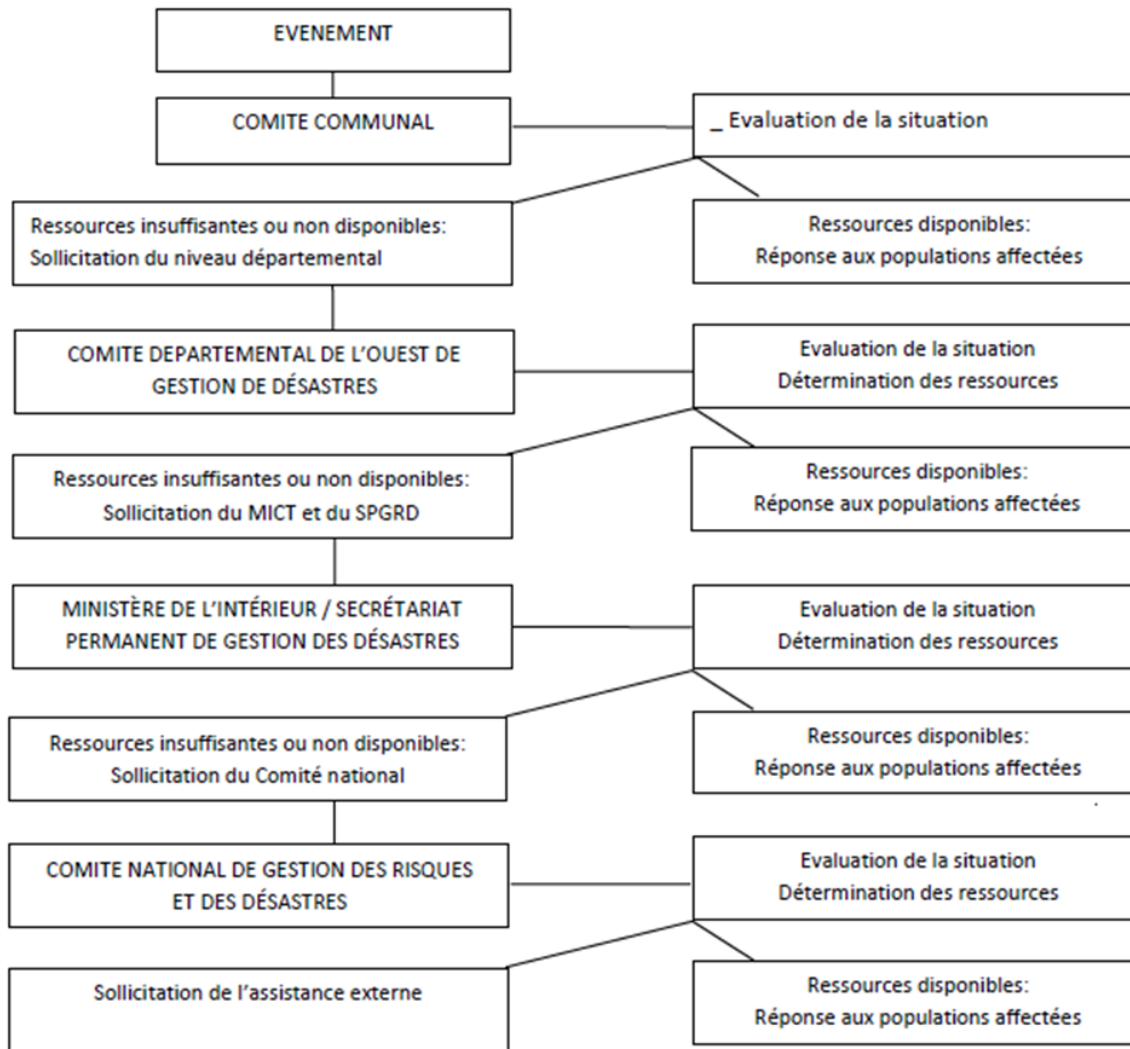 EVENEMENT
COMITE COMMUNAL
_ Evaluation de la situation
Ressources insuffisantes ou non disponibles:
Sollicitation du niveau départemental
Ressources disponibles:
Réponse aux populations affectées
COMITE DEPARTEMENTAL DE L'OUEST DE
GESTION DE DÉSASTRES
Evaluation de la situation
Détermination des ressources
Ressources insuffisantes ou non disponibles:
Sollicitation du MICT et du SPGRD
Ressources disponibles:
Réponse aux populations affectées
MINISTÈRE DE L'INTÉRIEUR / SECRÉTARIAT
PERMANENT DE GESTION DES DÉSASTRES
Evaluation de la situation
Détermination des ressources
Ressources insuffisantes ou non disponibles:
Sollicitation du Comité national
Ressources disponibles:
Réponse aux populations affectées
COMITE NATIONAL DE GESTION DES RISQUES
ET DES DÉSASTRES
Evaluation de la situation
Détermination des ressources
Sollicitation de l'assistance externe
Ressources disponibles:
Réponse aux populations affectées